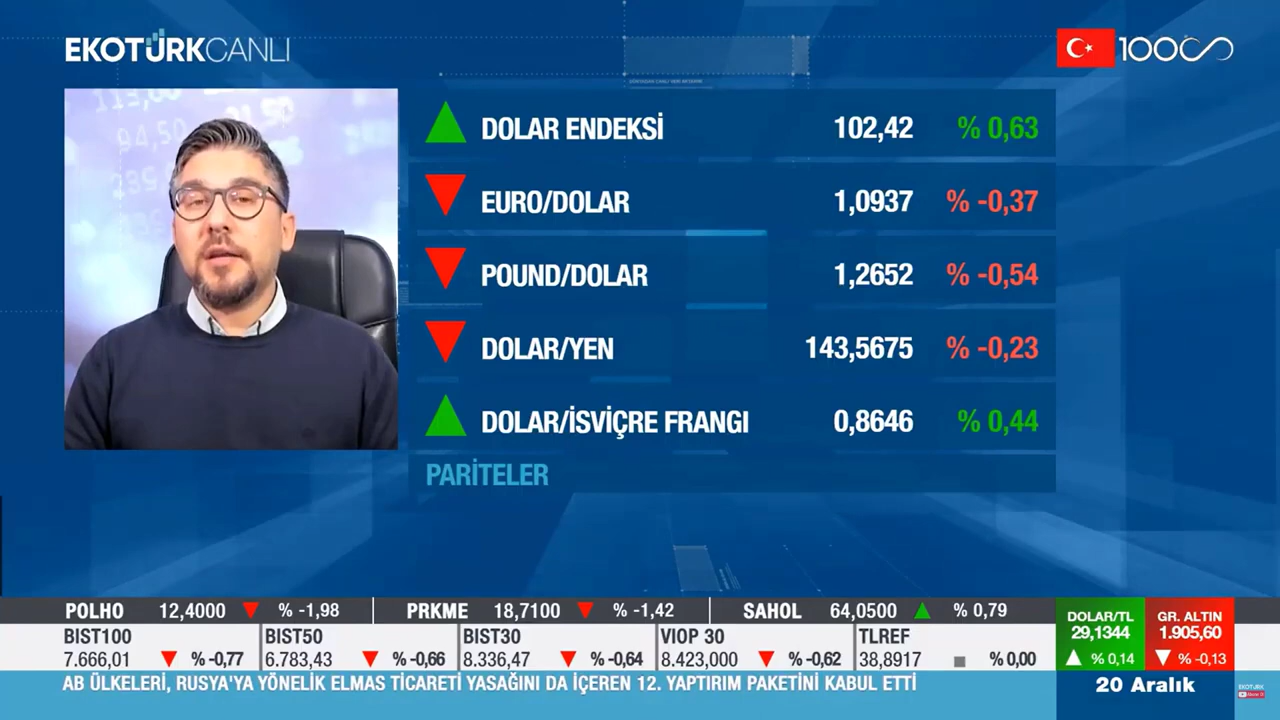 EKOTÜRK CANLI
100
DOLAR ENDEKSİ 102,42 % 0,63
EURO/DOLAR 1,0937 % -0,37
POUND/DOLAR 1,2652 % -0,54
DOLAR/YEN 143,5675 % -0,23
DOLAR/İSVİÇRE FRANGI 0,8646 % 0,44
PARİTELER
POLHO 12,4000 % -1,98 PRKME 18,7100 % -1,42 SAHOL 64,0500 % 0,79
BIST100 BIST50 BIST30 VIOP 30 TLREF
7.666,01 % -0,77 6.783,43 % -0,66 8.336,47 % -0,64 8.423,000 % -0,62 38,8917 % 0,00
DOLAR/TL GR. ALTIN
29,1344 1.905,60
% 0,14 % -0,13
AB ÜLKELERİ, RUSYA'YA YÖNELİK ELMAS TİCARETİ YASAĞINI DA İÇEREN 12. YAPTIRIM PAKETİNİ KABUL ETTİ
20 Aralık
EKOTÜRK